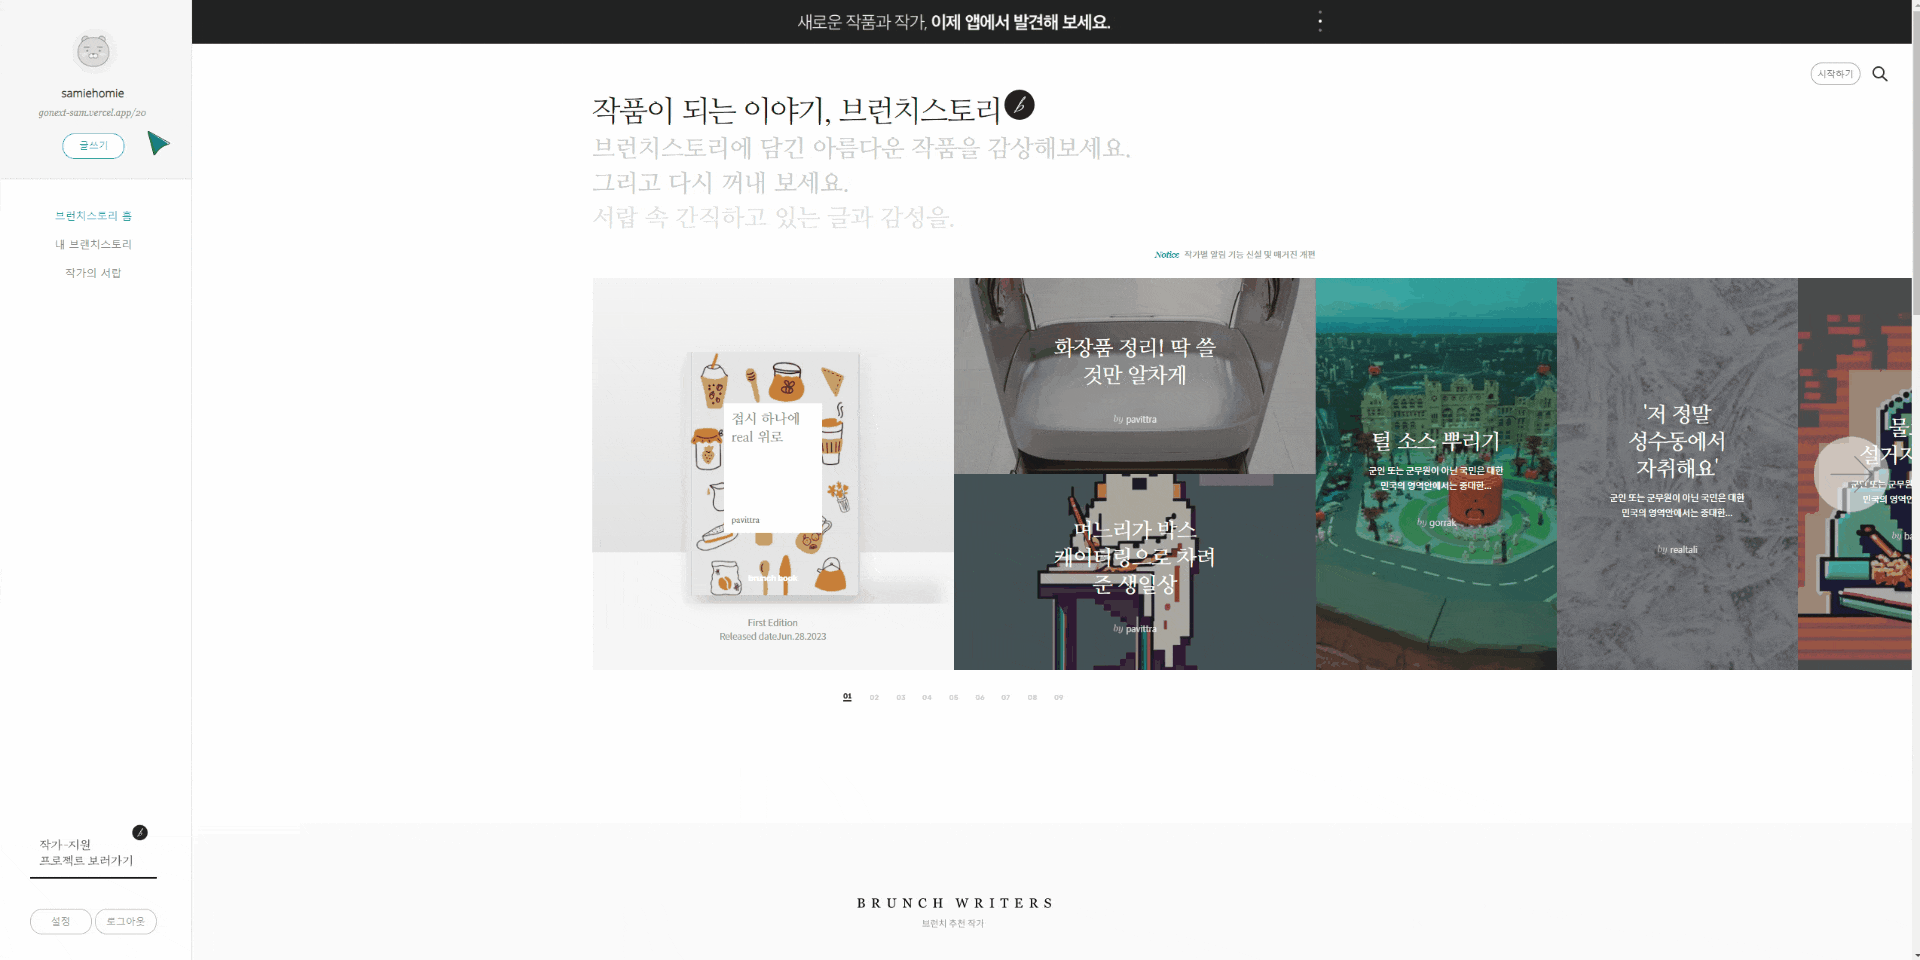 새로운 작품과 작가, 이제 앱에서 발견해 보세요.
samiehomie
gonext-sam.vercel.app/20
글쓰기
브런치스토리 홈
내 브랜치스토리
작가의 서랍
작가-지원
프로젝트 보러가기
설정
로그아웃
시작하기
작품이 되는 이야기, 브런치스토리
브런치스토리에 담긴 아름다운 작품을 감상해보세요.
그리고 다시 꺼내 보세요.
서랍 속 간직하고 있는 글과 감성을.
Notice 작가별 알림 기능 신설 및 매거진 개편
접시 하나에
real 위로
pavittra
Brunch book
First Edition
Released dateJun.28.2023
화장품 정리! 딱 쓸
것만 알차게
by pavittra
며느리가 박스
케이터링으로 차려
준 생일상
by pavittra
털 소스 뿌리기
군인 또는 군무원이 아닌 국민은 대한
민국의 영역안에서는 중대한...
by gorrak
'저 정말
성수동에서
자취해요'
군인 또는 군무원이 아닌 국민은 대한
민국의 영역안에서는 중대한...
by realtali
설거지
민국의 영역안
by ba
01 02 03 04 05 06 07 08 09
BRUNCH WRITERS
브런치 추천 작가